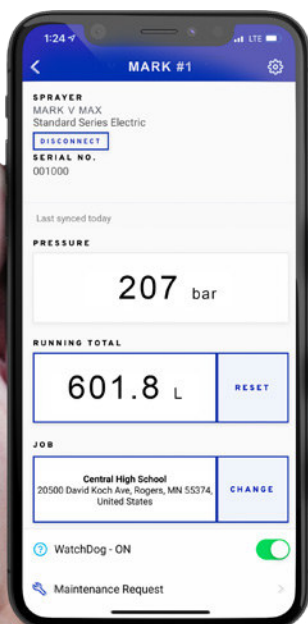 1:24 LTE
MARK #1
SPRAYER
MARK V MAX
Standard Series Electric
DISCONNECT
SERIAL NO.
001000
Last synced today
PRESSURE
207 bar
RUNNING TOTAL
601.8 L RESET
JOB
Central High School
20500 David Koch Ave, Rogers, MN 55374,
United States
CHANGE
? WatchDog - ON
Maintenance Request